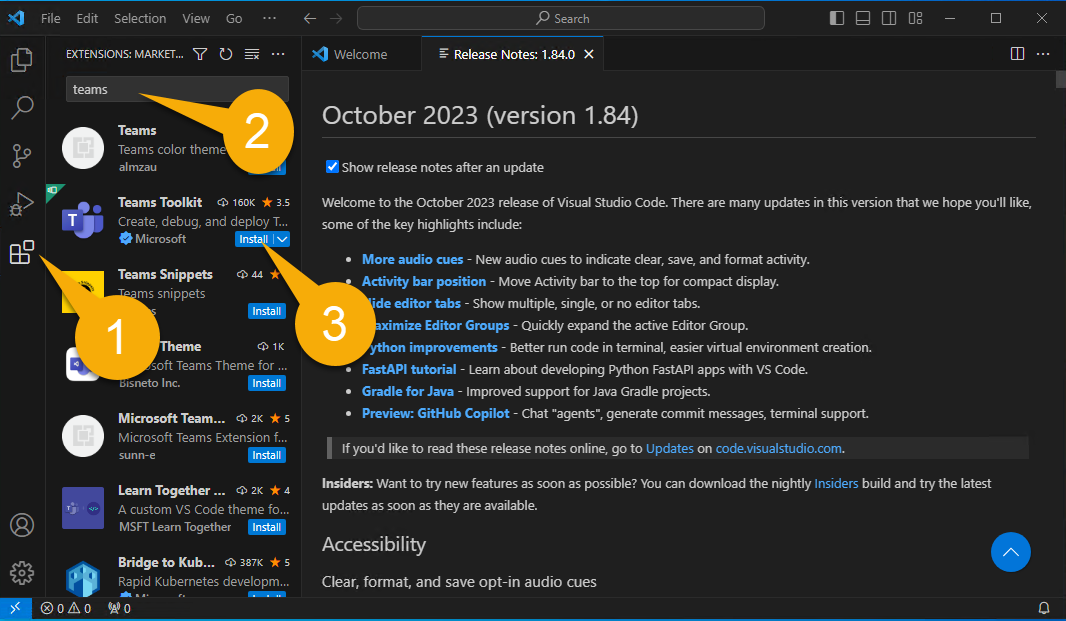 File Edit Selection View Go ··· Search
EXTENSIONS: MARKET...
teams
2
Teams
Teams color theme
almzau
Teams Toolkit 160K 3.5
Create, debug, and deploy T...
Microsoft Install
Teams Snippets 44
Teams snippets
Install
1
Theme 1K
soft Teams Theme for ...
Bisneto Inc. Install
Microsoft Team... 2K 5
Microsoft Teams Extension f...
sunn-e Install
Learn Together ... 2K 4
A custom VS Code theme fo...
MSFT Learn Together Install
Bridge to Kub... 387K 5
Rapid Kubernetes developm...
0 0 0
Welcome Release Notes: 1.84.0
October 2023 (version 1.84)
Show release notes after an update
Welcome to the October 2023 release of Visual Studio Code. There are many updates in this version that we hope you'll like,
some of the key highlights include:
• More audio cues - New audio cues to indicate clear, save, and format activity.
• Activity bar position - Move Activity bar to the top for compact display.
ide editor tabs - Show multiple, single, or no editor tabs.
3
aximize Editor Groups - Quickly expand the active Editor Group.
ython improvements - Better run code in terminal, easier virtual environment creation.
• FastAPI tutorial - Learn about developing Python FastAPI apps with VS Code.
• Gradle for Java - Improved support for Java Gradle projects.
• Preview: GitHub Copilot - Chat "agents", generate commit messages, terminal support.
If you'd like to read these release notes online, go to Updates on code.visualstudio.com.
Insiders: Want to try new features as soon as possible? You can download the nightly Insiders build and try the latest
updates as soon as they are available.
Accessibility
Clear, format, and save opt-in audio cues